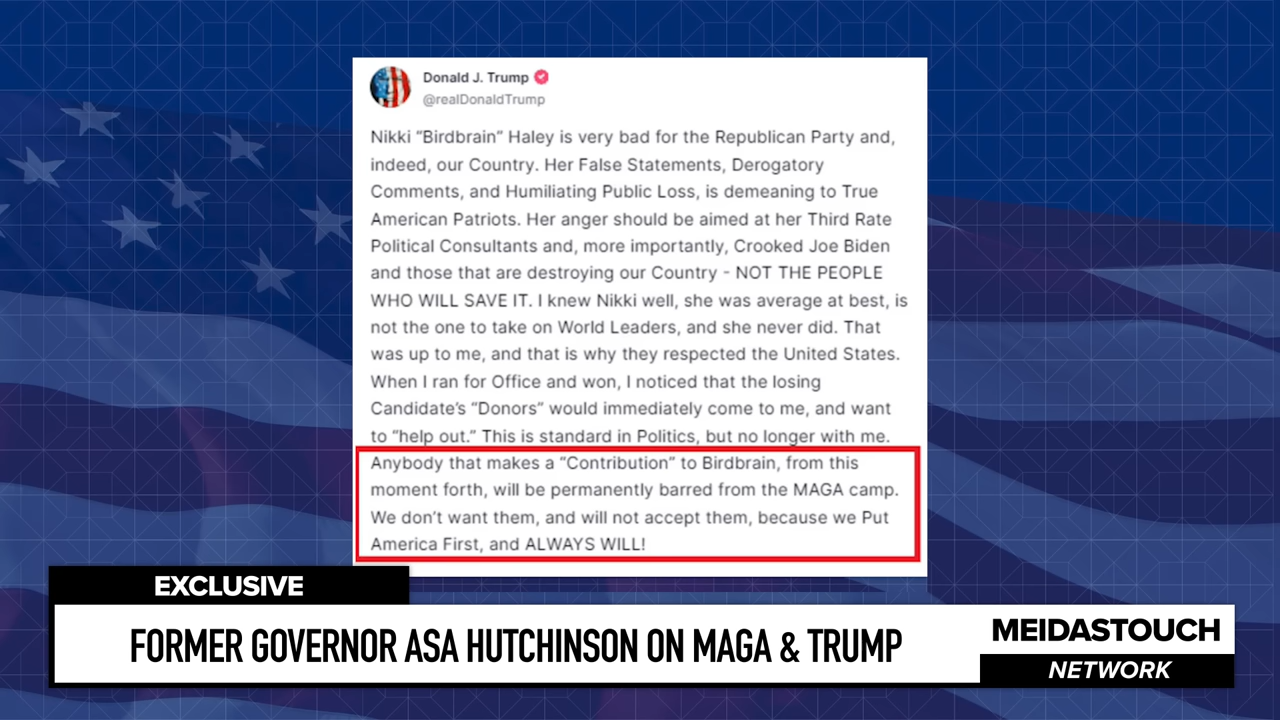 Donald J. Trump
@realDonaldTrump
Nikki “Birdbrain” Haley is very bad for the Republican Party and,
indeed, our Country. Her False Statements, Derogatory
Comments, and Humiliating Public Loss, is demeaning to True
American Patriots. Her anger should be aimed at her Third Rate
Political Consultants and, more importantly, Crooked Joe Biden
and those that are destroying our Country - NOT THE PEOPLE
WHO WILL SAVE IT. I knew Nikki well, she was average at best, is
not the one to take on World Leaders, and she never did. That
was up to me, and that is why they respected the United States.
When I ran for Office and won, I noticed that the losing
Candidate’s “Donors” would immediately come to me, and want
to “help out.” This is standard in Politics, but no longer with me.
Anybody that makes a “Contribution” to Birdbrain, from this
moment forth, will be permanently barred from the MAGA camp.
We don’t want them, and will not accept them, because we Put
America First, and ALWAYS WILL!
EXCLUSIVE
FORMER GOVERNOR ASA HUTCHINSON ON MAGA & TRUMP
MEIDASTOUCH
NETWORK